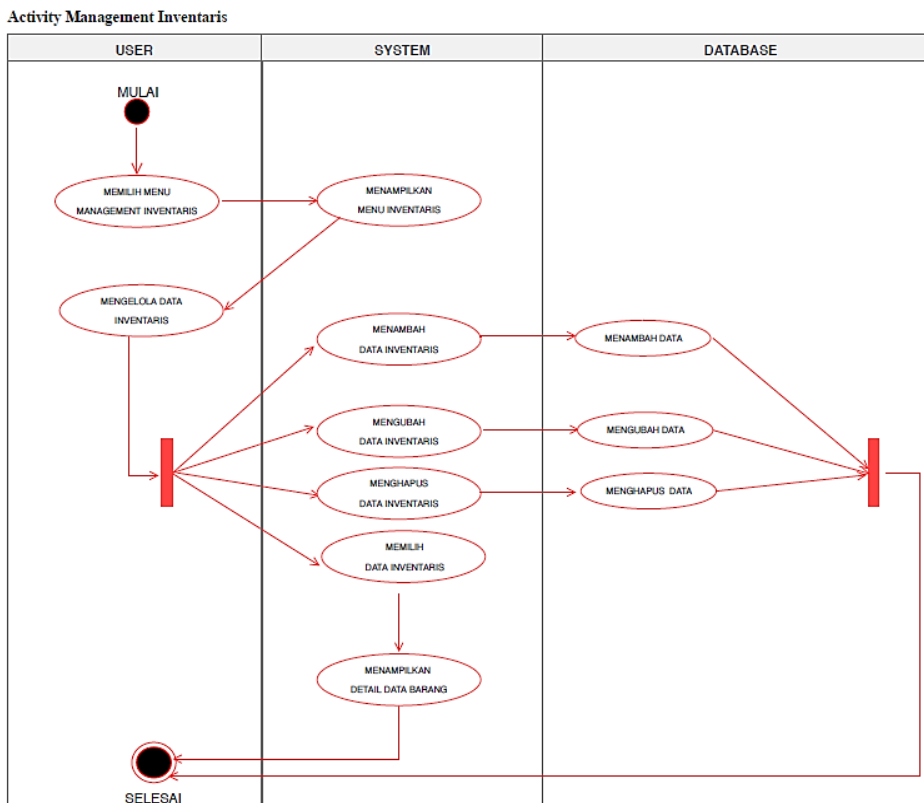 Activity Management Inventaris
USER
SYSTEM
DATABASE
MULAI
MEMILIH MENU
MANAGEMENT INVENTARIS
MENAMPILKAN
MENU INVENTARIS
MENGELOLA DATA
INVENTARIS
MENAMBAH
DATA INVENTARIS
MENAMBAH DATA
MENGUBAH
DATA INVENTARIS
MENGUBAH DATA
MENGHAPUS
DATA INVENTARIS
MENGHAPUS DATA
MEMILIH
DATA INVENTARIS
MENAMPILKAN
DETAIL DATA BARANG
SELESAI